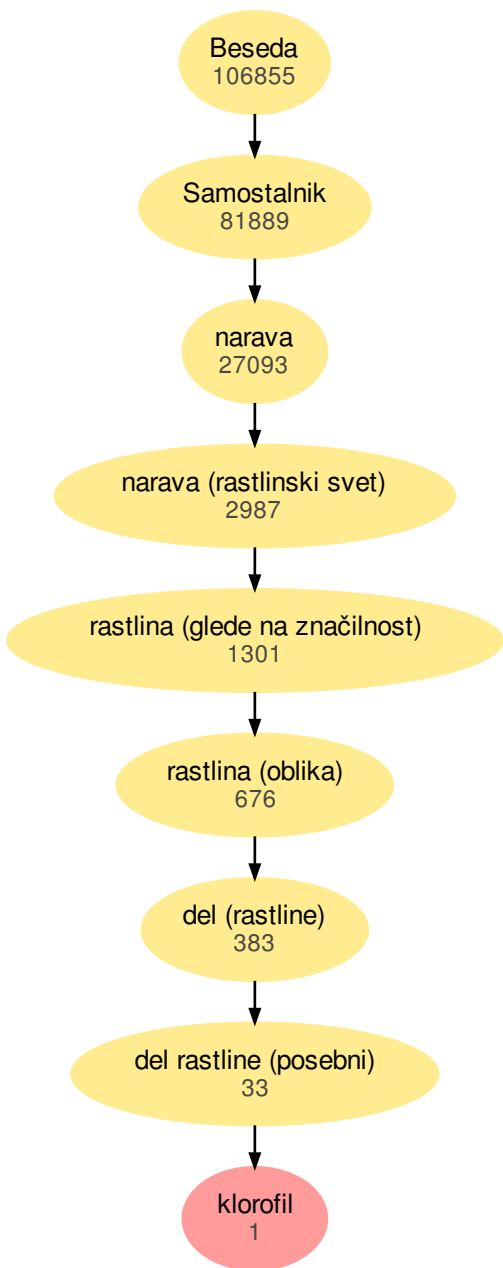 Beseda
106855
Samostalnik
81889
narava
27093
narava (rastlinski svet)
2987
rastlina (glede na značilnost)
1301
rastlina (oblika)
676
del (rastline)
383
del rastline (posebni)
33
klorofil
1